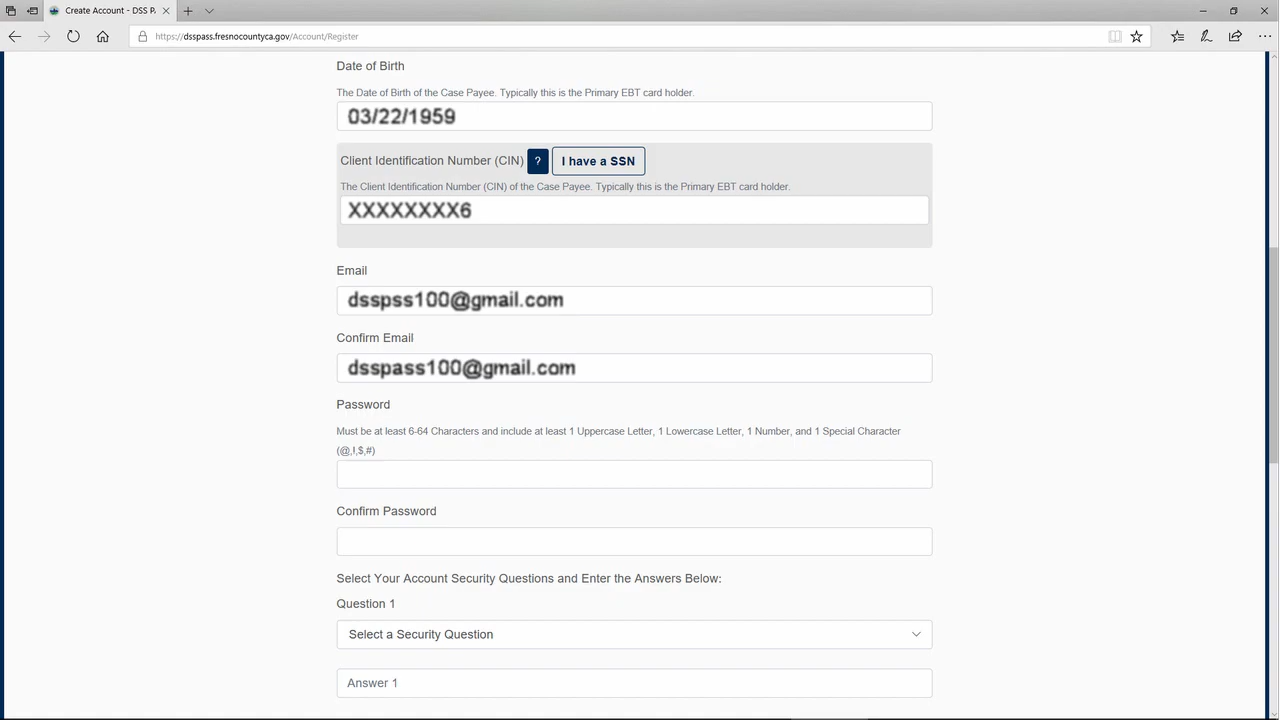 Create Account - DSS P
https://dsspass.fresnocountyca.gov/Account/Register
Date of Birth
The Date of Birth of the Case Payee. Typically this is the Primary EBT card holder.
03/22/1959
Client Identification Number (CIN) ? I have a SSN
The Client Identification Number (CIN) of the Case Payee. Typically this is the Primary EBT card holder.
XXXXXXXX6
Email
dsspss100@gmail.com
Confirm Email
dsspass100@gmail.com
Password
Must be at least 6-64 Characters and include at least 1 Uppercase Letter, 1 Lowercase Letter, 1 Number, and 1 Special Character
(@,!,$,#)
Confirm Password
Select Your Account Security Questions and Enter the Answers Below:
Question 1
Select a Security Question
Answer 1